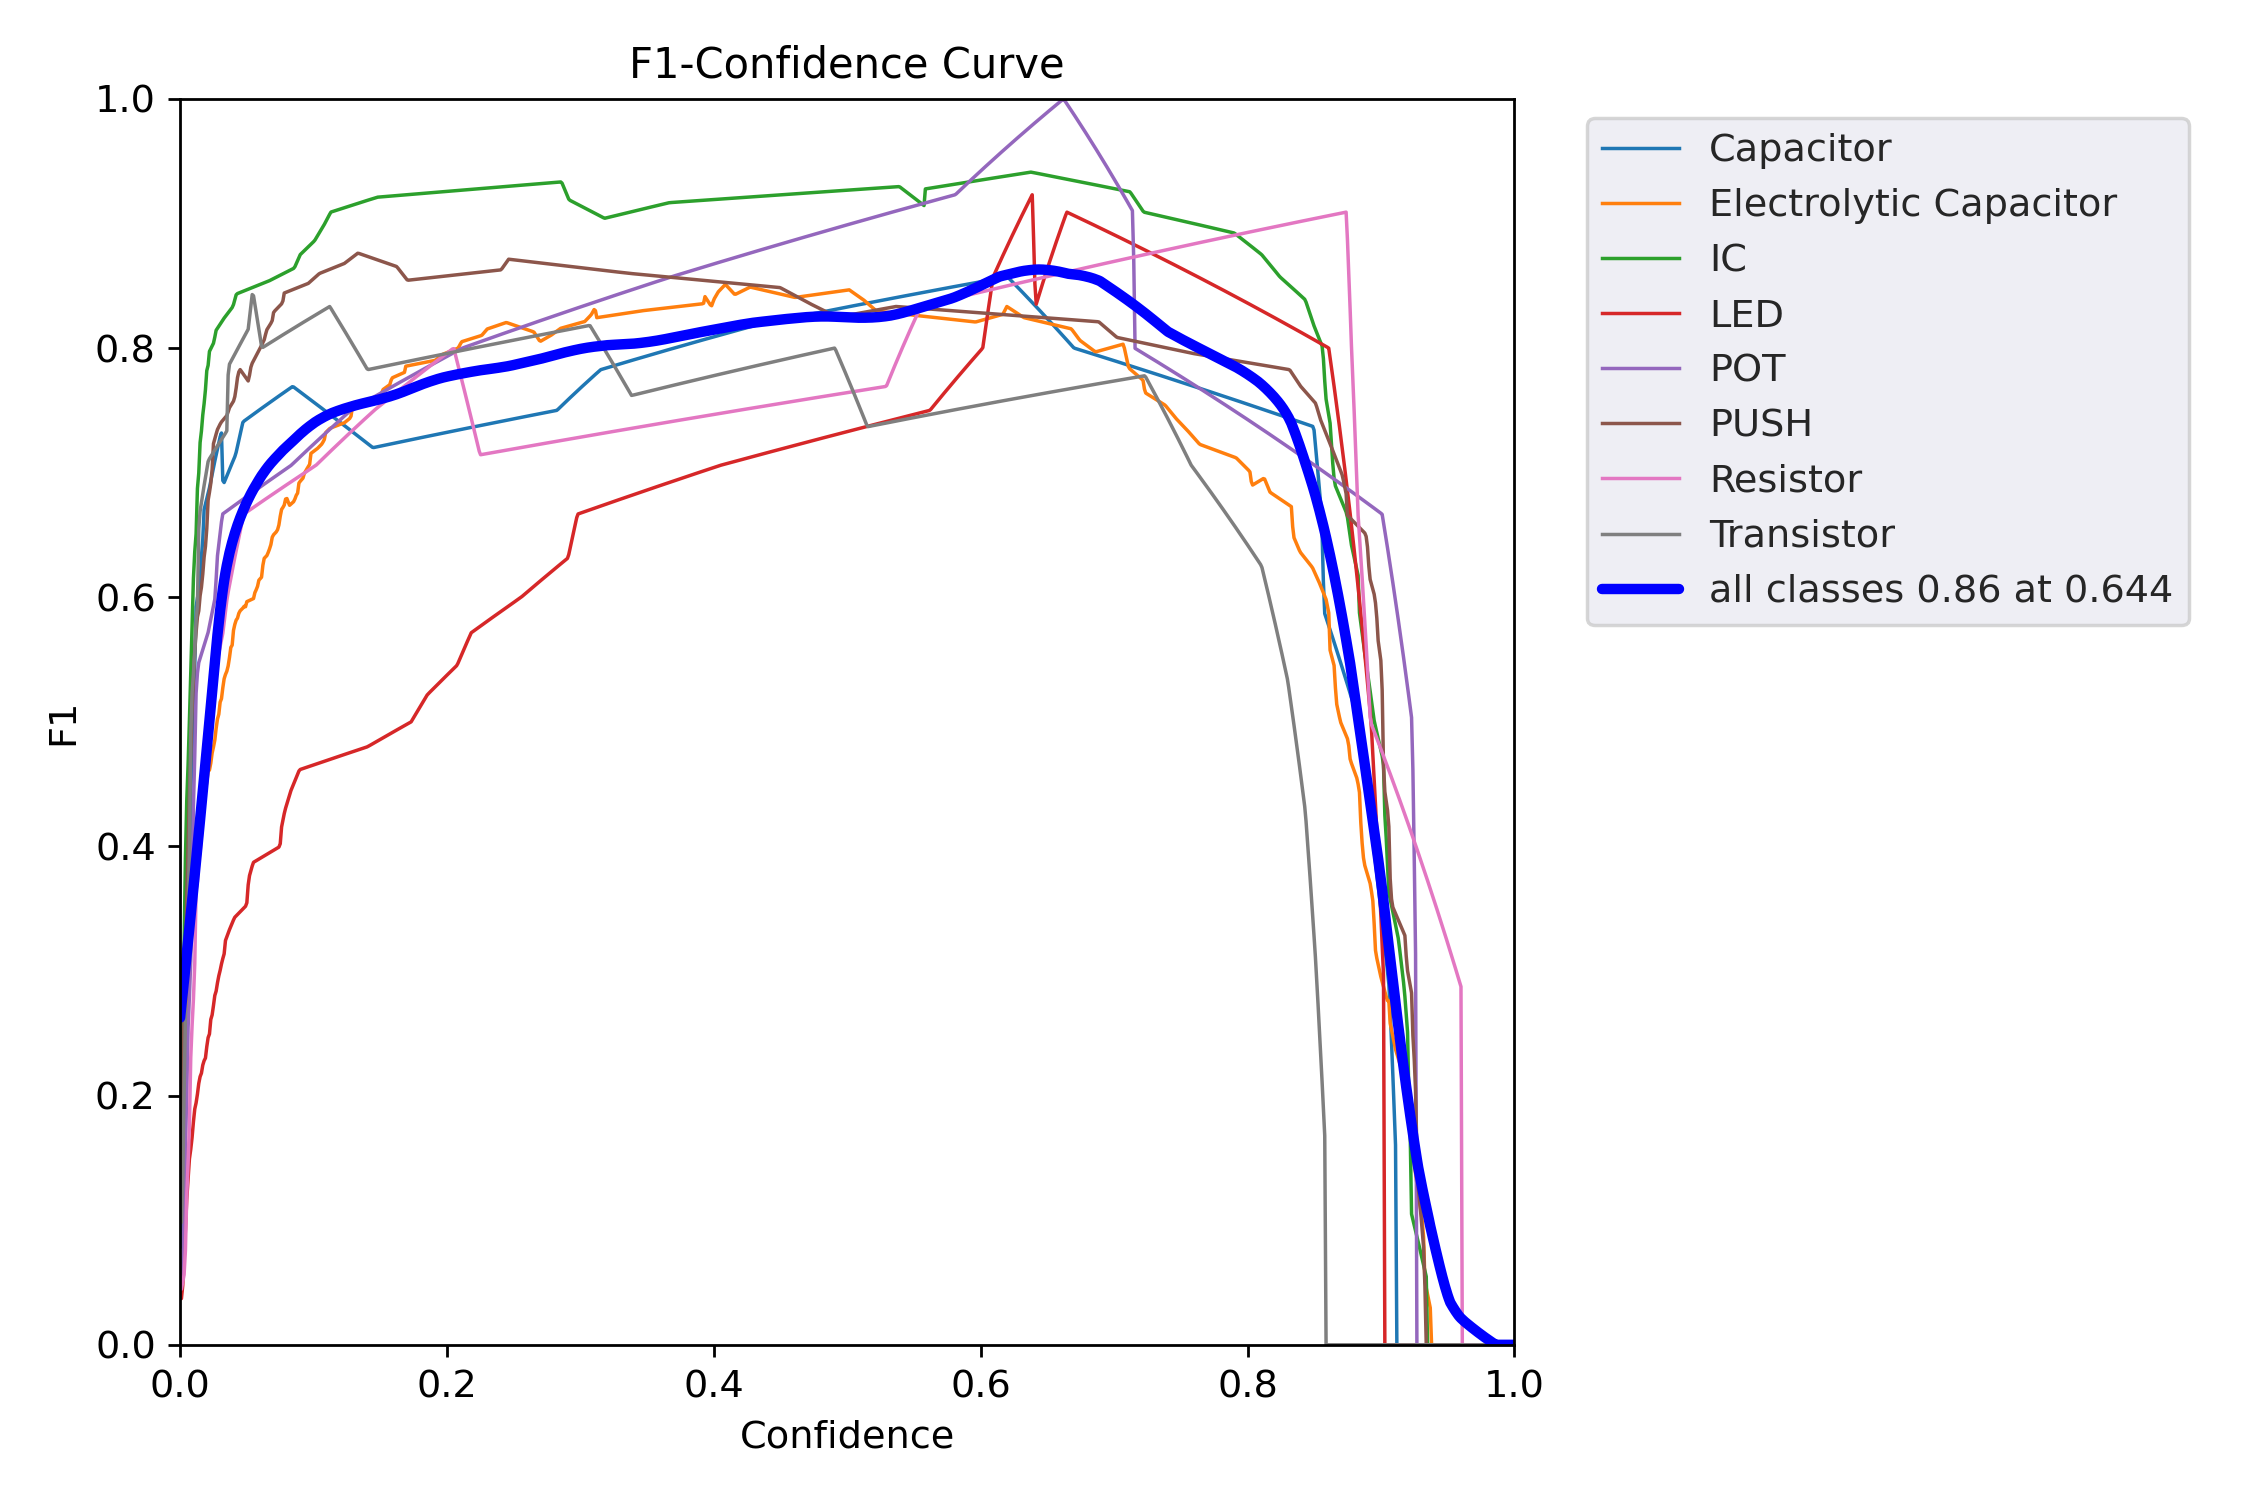 F1-Confidence Curve
1.0
0.8
0.6
0.4
0.2
0.0
F1
0.0 0.2 0.4 0.6 0.8 1.0
Confidence
Capacitor
Electrolytic Capacitor
IC
LED
POT
PUSH
Resistor
Transistor
all classes 0.86 at 0.644